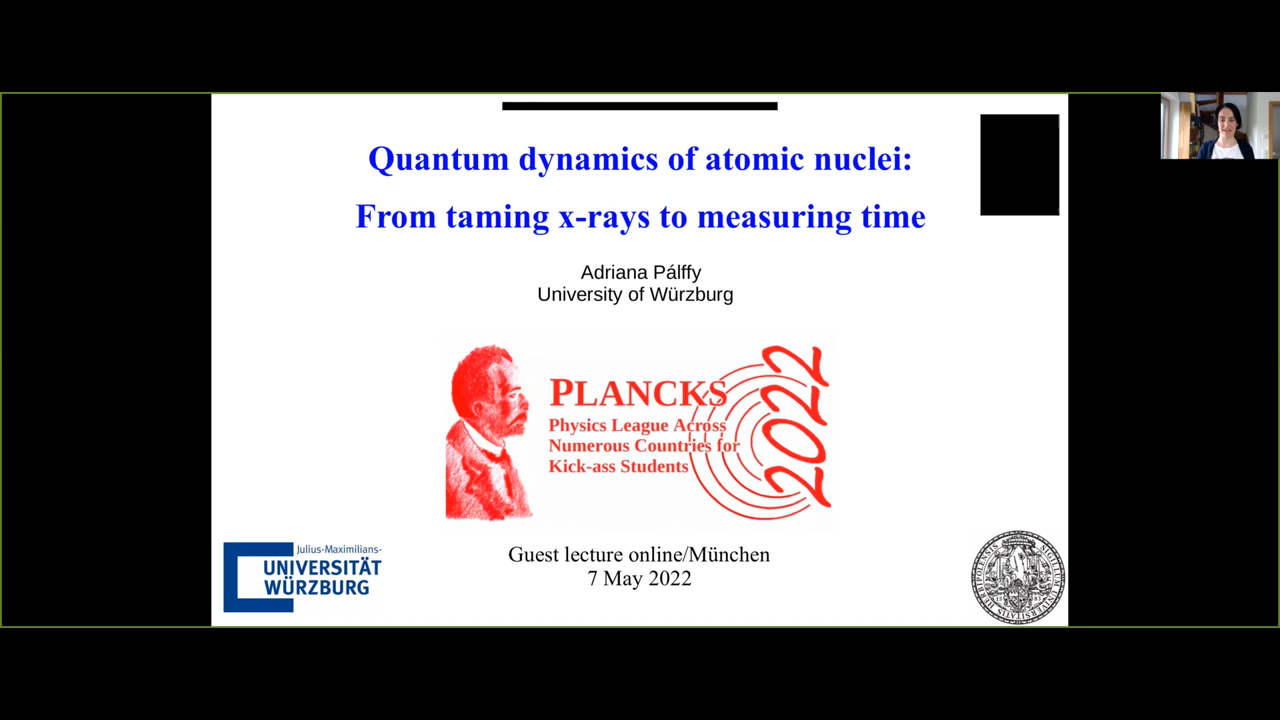 Quantum dynamics of atomic nuclei:
From taming x-rays to measuring time
Adriana Pálffy
University of Würzburg
PLANCKS
Physics League Across
Numerous Countries for
Kick-ass Students
2022
Guest lecture online/München
7 May 2022
Julius-Maximilians-
UNIVERSITÄT
WÜRZBURG